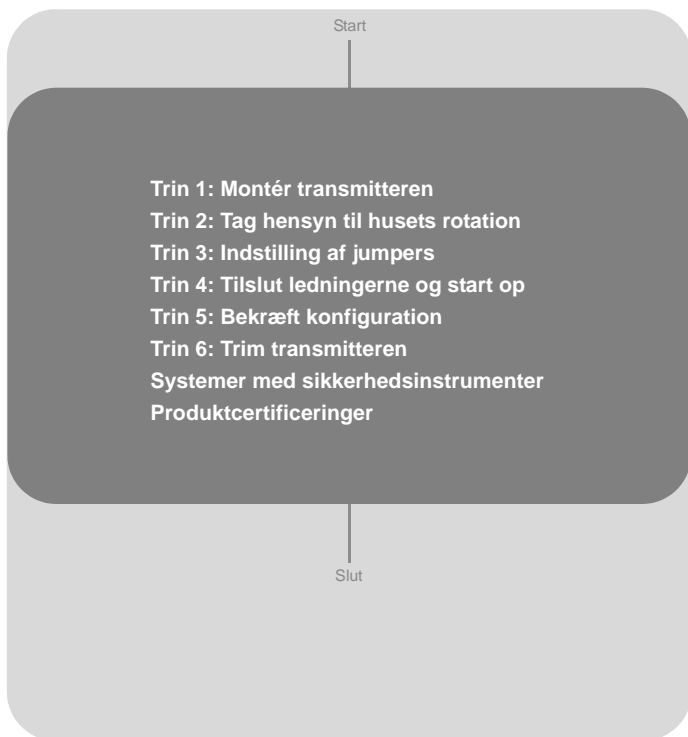 Start
Trin 1: Montér transmitteren
Trin 2: Tag hensyn til husets rotation
Trin 3: Indstilling af jumpers
Trin 4: Tilslut ledningerne og start op
Trin 5: Bekræft konfiguration
Trin 6: Trim transmitteren
Systemer med sikkerhedsinstrumenter
Produktcertificeringer
Slut